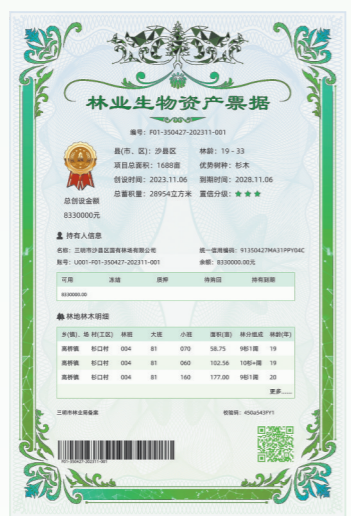 林业生物资产票据
编号：F01-350427-202311-001
县(市、区)：沙县区 林龄：19－33
项目总面积：1688亩 优势树种：杉木
创设时间：2023.11.06 到期时间：2028.11.06
总蓄积量：28954立方米 置信分级：★★★
总创设金额
8330000元
持有人信息
名称：三明市沙县区国有林场有限公司 统一监测编码：91350427MA31PPY04C
账号：U001-F01-350427-202311-001 余额：8330000.00元
可用 冻结 质押 待购回 持有到期
8330000.00
林地林木明细
乡(镇)、场 村(工区) 林班 大班 小班 面积(亩) 林分组成 林龄(年)
高桥镇 杉口村 004 81 070 58.75 9杉1阔 19
高桥镇 杉口村 004 81 060 102.56 10杉+阔 19
高桥镇 杉口村 004 81 160 177.00 9杉1阔 20
更多......
三明市林业局备案 校验码：450a543FY1
F01-350427-202311-001